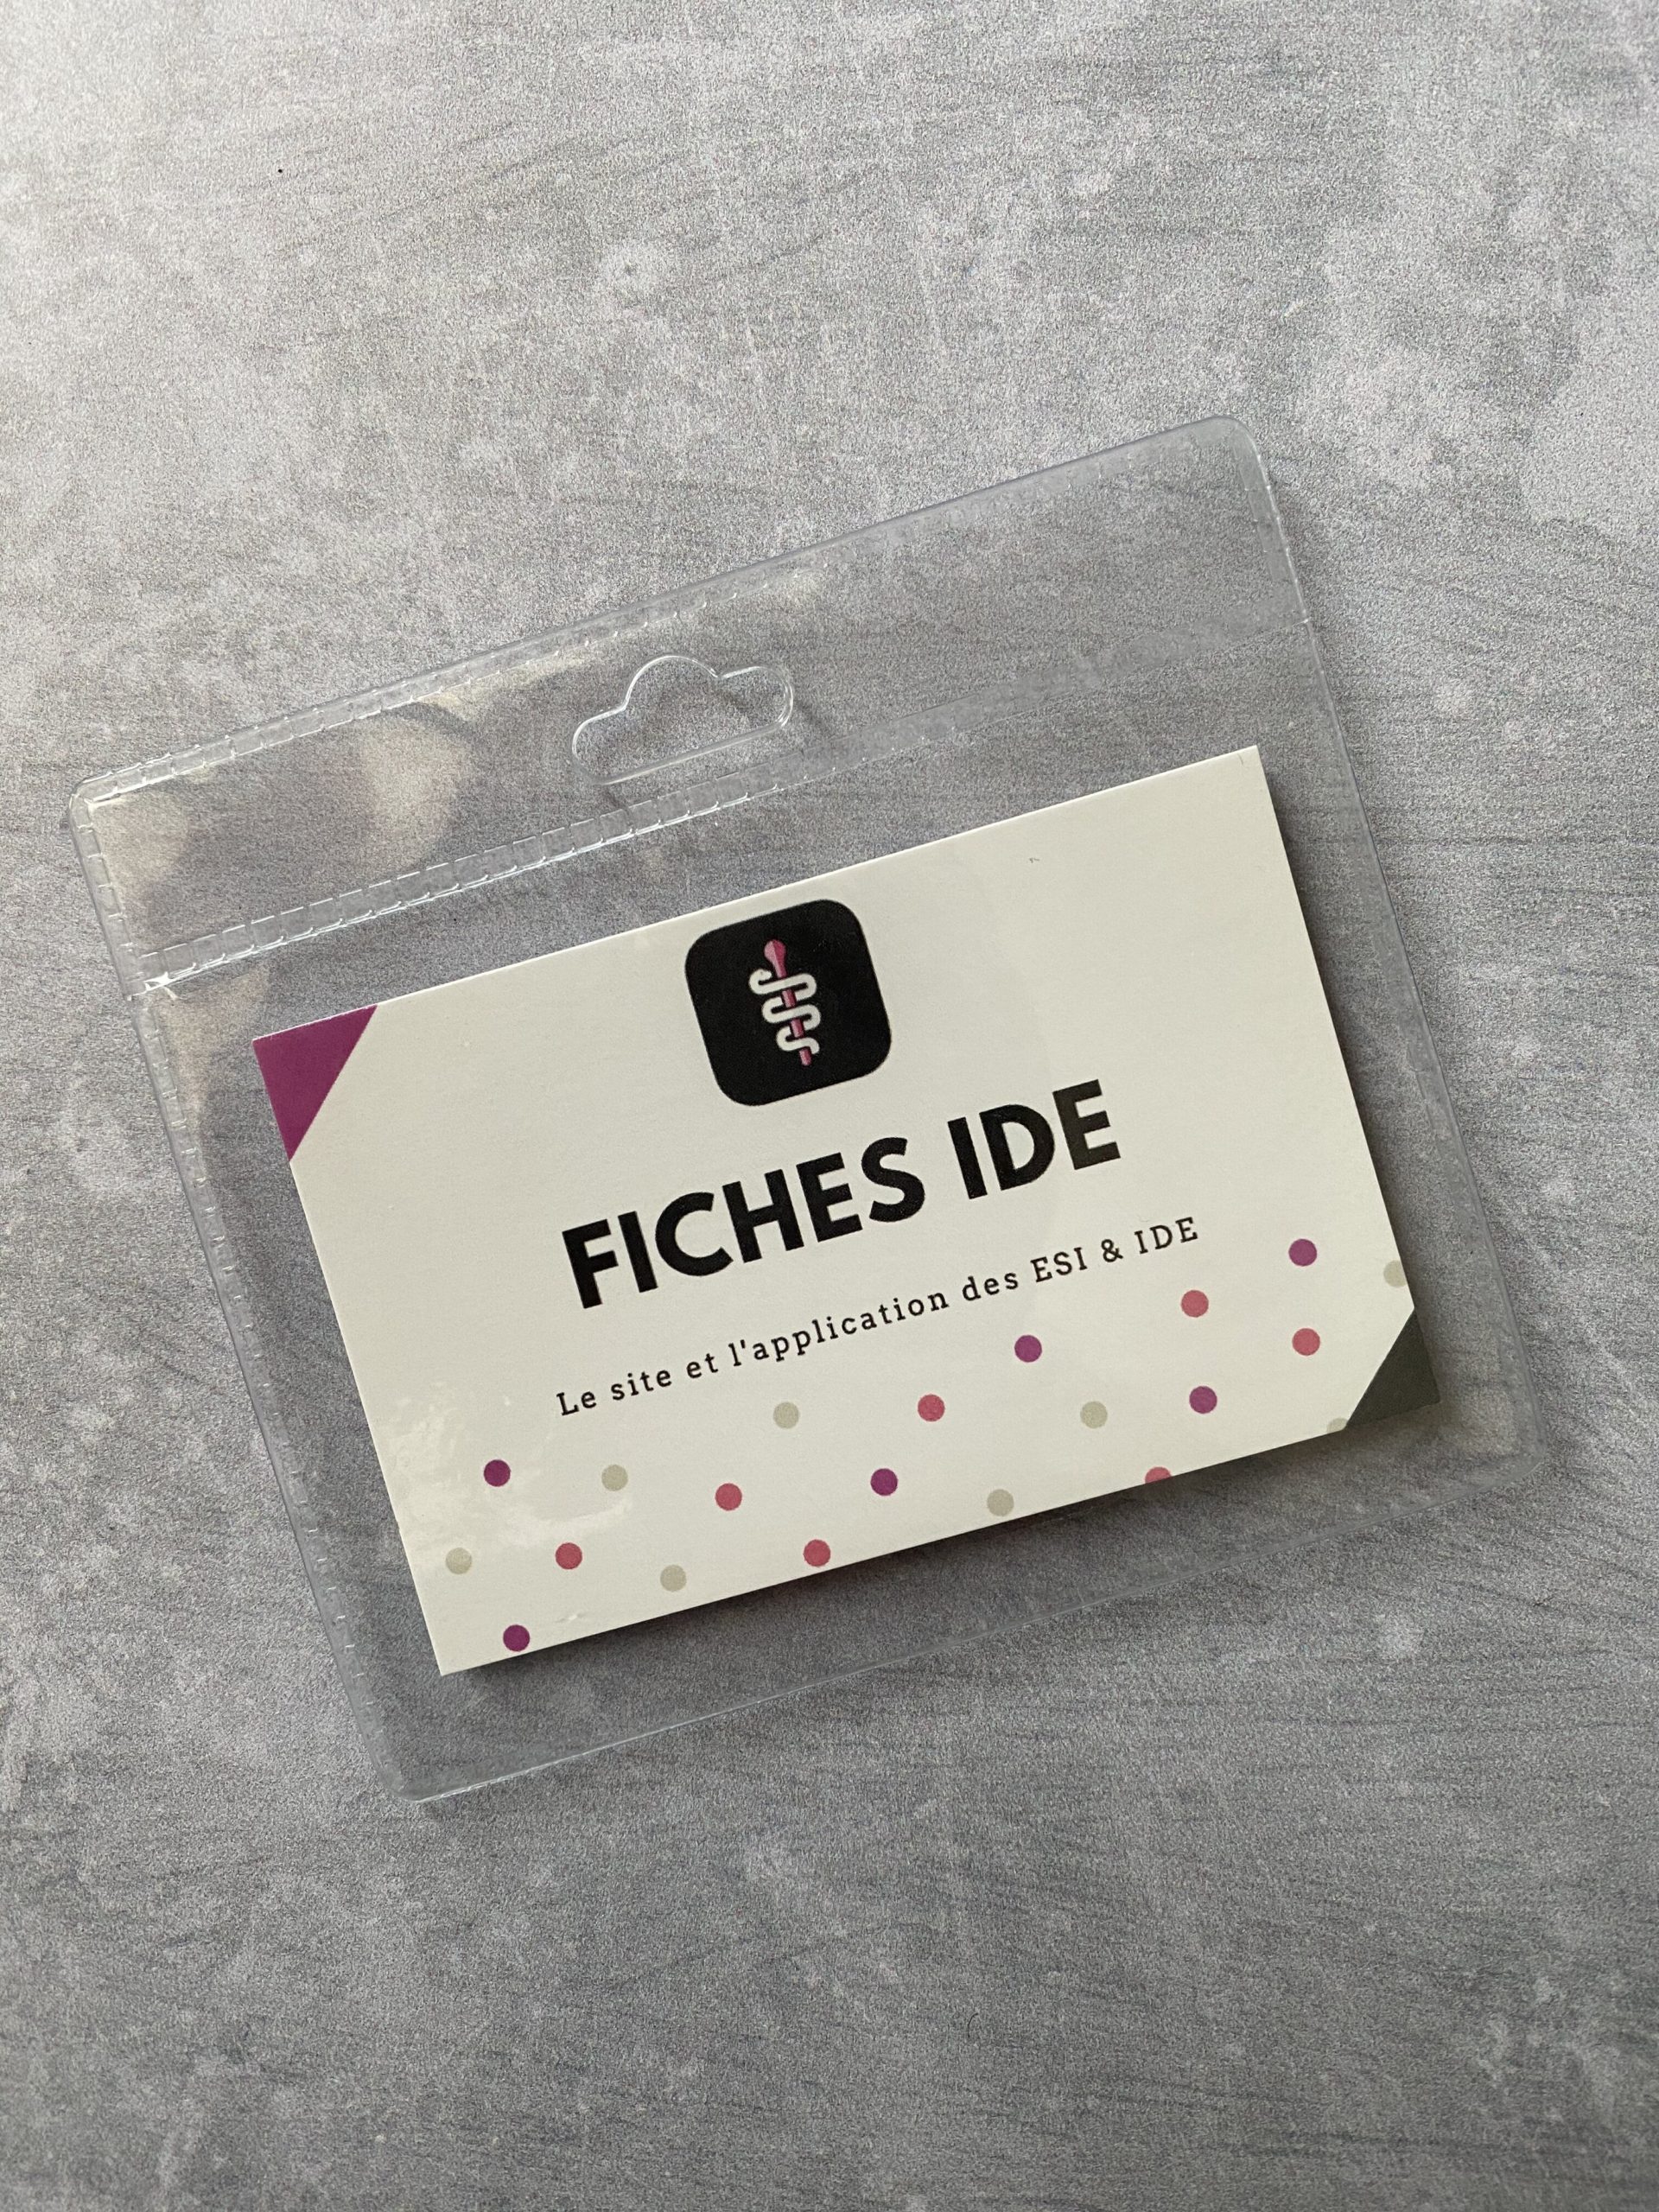 FICHES IDE
Le site et l'application des ESI & IDE